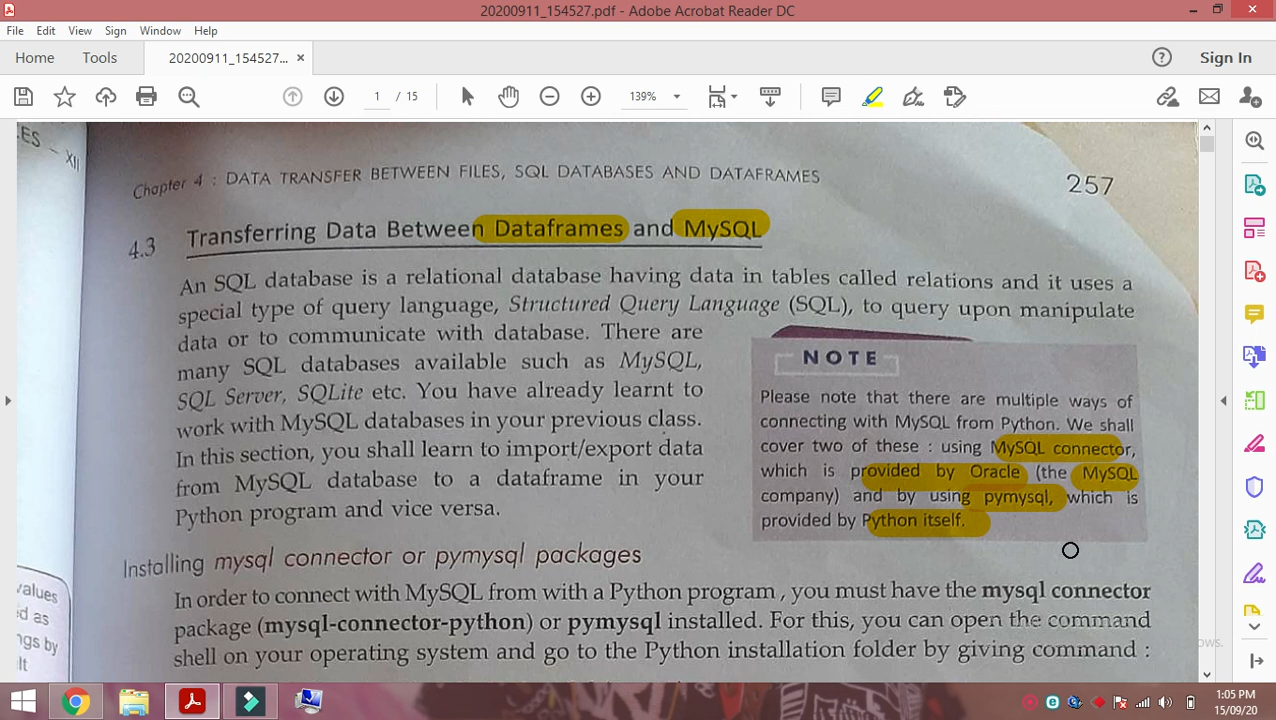 20200911_154527.pdf - Adobe Acrobat Reader DC
File Edit View Sign Window Help
Home Tools 20200911_154527... × Sign In
1 / 15 139%
ES – XII
Chapter 4 : DATA TRANSFER BETWEEN FILES, SQL DATABASES AND DATAFRAMES 257
4.3 Transferring Data Between Dataframes and MySQL
An SQL database is a relational database having data in tables called relations and it uses a
special type of query language, Structured Query Language (SQL), to query upon manipulate
data or to communicate with database. There are
many SQL databases available such as MySQL,
SQL Server, SQLite etc. You have already learnt to
work with MySQL databases in your previous class.
In this section, you shall learn to import/export data
from MySQL database to a dataframe in your
Python program and vice versa.
NOTE
Please note that there are multiple ways of
connecting with MySQL from Python. We shall
cover two of these : using MySQL connector,
which is provided by Oracle (the MySQL
company) and by using pymysql, which is
provided by Python itself.
Installing mysql connector or pymysql packages
In order to connect with MySQL from with a Python program , you must have the mysql connector
package (mysql-connector-python) or pymysql installed. For this, you can open the command
shell on your operating system and go to the Python installation folder by giving command :
values
d as
ngs by
lt
ws.
1:05 PM
15/09/20